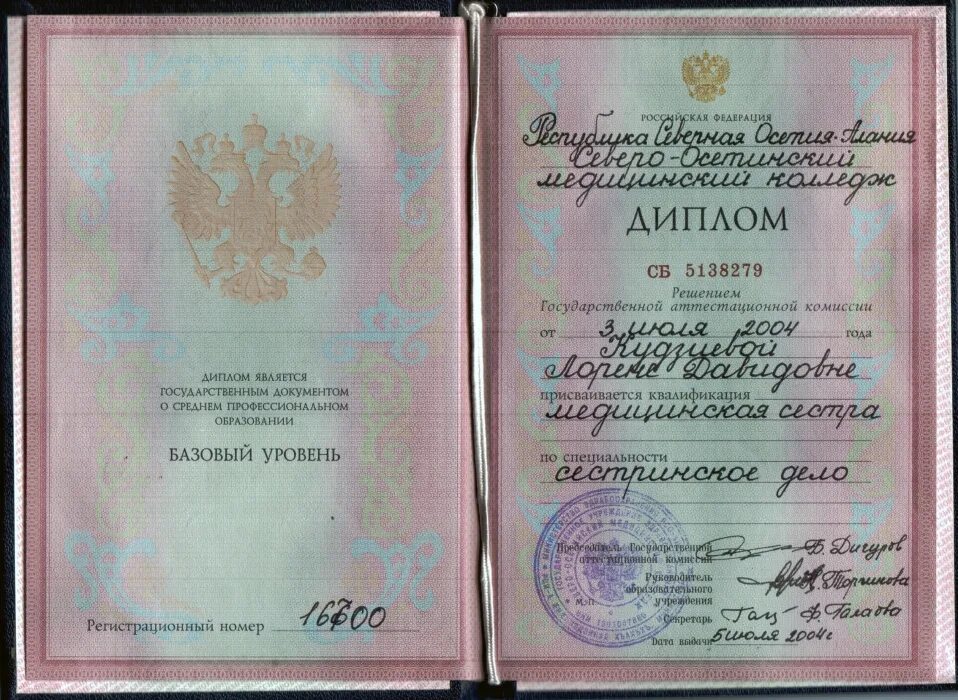 ДИПЛОМ ЯВЛЯЕТСЯ
ГОСУДАРСТВЕННЫМ ДОКУМЕНТОМ
О СРЕДНЕМ ПРОФЕССИОНАЛЬНОМ
ОБРАЗОВАНИИ
БАЗОВЫЙ УРОВЕНЬ
Регистрационный номер
РОССИЙСКАЯ ФЕДЕРАЦИЯ
Республика Северная Осетия-Алания
Северо-Осетинский
медицинский колледж
ДИПЛОМ
СБ 5138279
Решением
Государственной аттестационной комиссии
от 3 июля 2004 года
Кудзиевой
Лорене Давидовне
присваивается квалификация
медицинская сестра
по специальности
сестринское дело
Председатель Государственной
аттестационной комиссии Б. Дигуров
Руководитель
образовательного
учреждения Торчинова
М.П.
Секретарь Ф. Галаова
Дата выдачи 5 июля 2004г